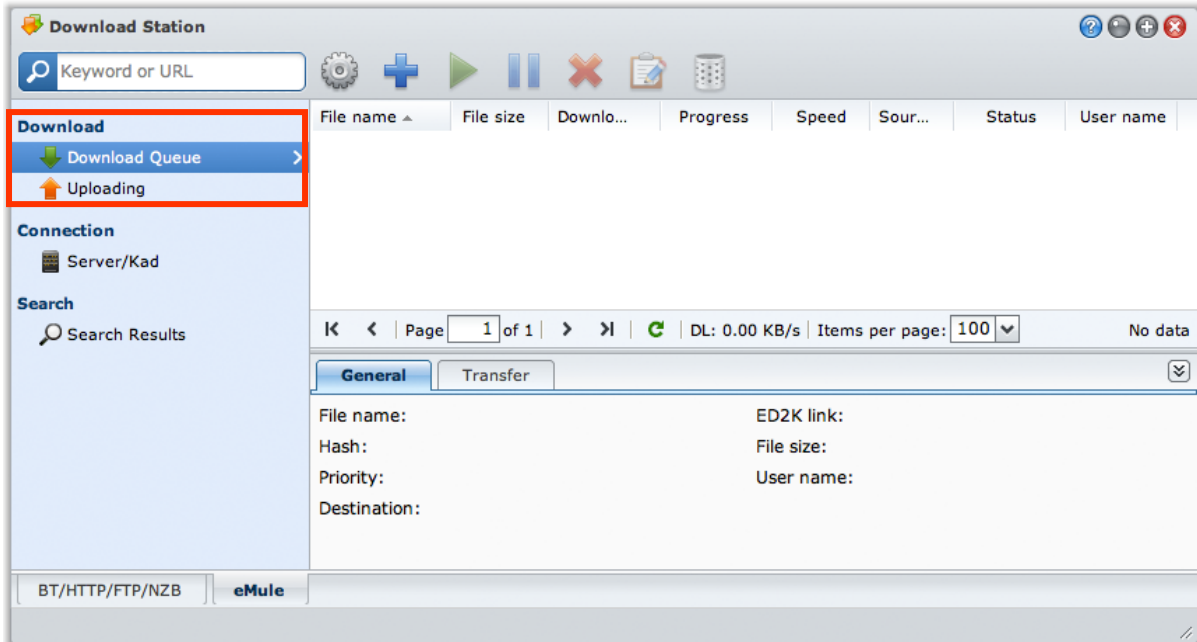 Download Station
Keyword or URL
File name File size Downlo... Progress Speed Sour... Status User name
Download
Download Queue
Uploading
Connection
Server/Kad
Search
Search Results
Page 1 of 1 DL: 0.00 KB/s Items per page: 100 No data
General Transfer
File name: ED2K link:
Hash: File size:
Priority: User name:
Destination:
BT/HTTP/FTP/NZB eMule